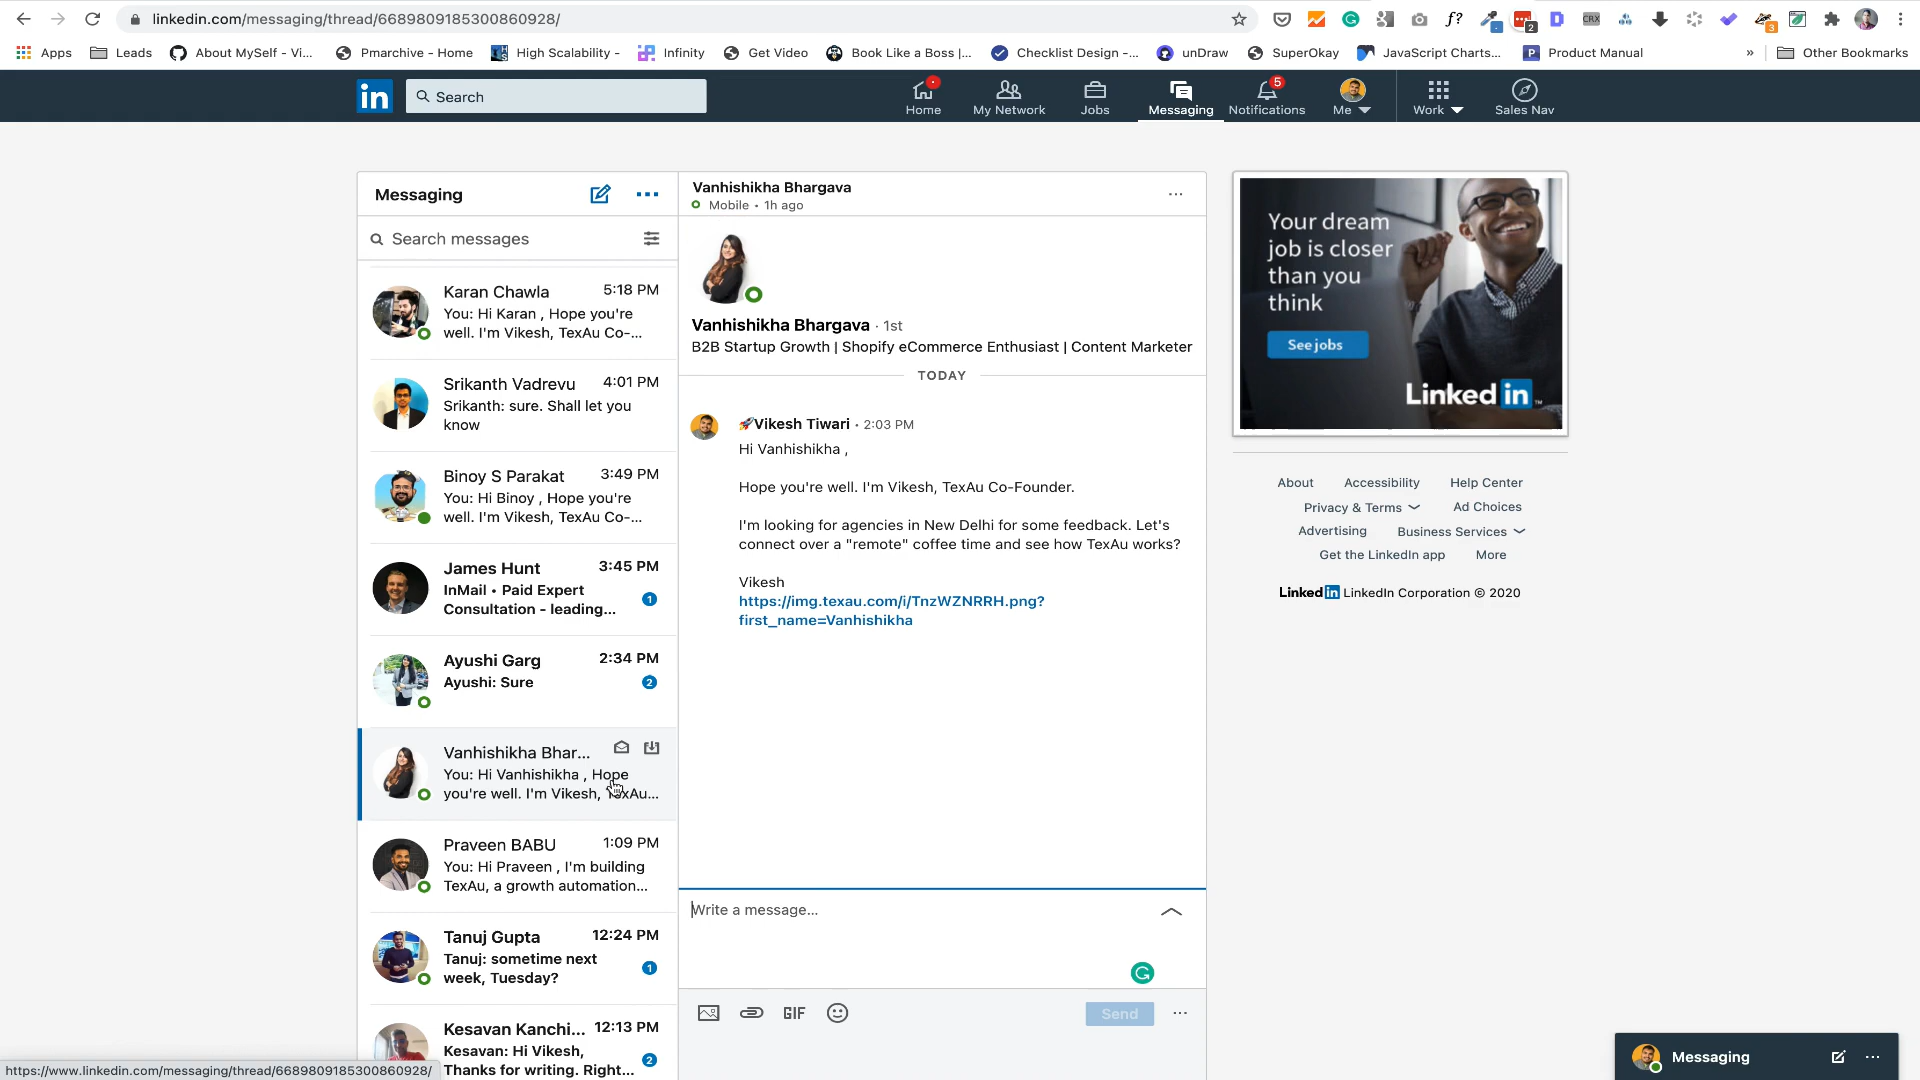 linkedin.com/messaging/thread/6689809185300860928/
f?
2
CRX
3
Apps
Leads
About MySelf - Vi...
Pmarchive - Home
High Scalability -
Infinity
Get Video
Book Like a Boss |...
Checklist Design -...
unDraw
SuperOkay
JavaScript Charts...
P
Product Manual
»
Other Bookmarks
in
Search
Home
My Network
Jobs
Messaging
5
Notifications
Me
Work
Sales Nav
Messaging
Search messages
Karan Chawla 5:18 PM
You: Hi Karan , Hope you're
well. I'm Vikesh, TexAu Co-...
Srikanth Vadrevu 4:01 PM
Srikanth: sure. Shall let you
know
Binoy S Parakat 3:49 PM
You: Hi Binoy , Hope you're
well. I'm Vikesh, TexAu Co-...
James Hunt 3:45 PM
InMail • Paid Expert
Consultation - leading...
1
Ayushi Garg 2:34 PM
Ayushi: Sure
2
Vanhishikha Bhar...
You: Hi Vanhishikha , Hope
you're well. I'm Vikesh, TexAu...
Praveen BABU 1:09 PM
You: Hi Praveen , I'm building
TexAu, a growth automation...
Tanuj Gupta 12:24 PM
Tanuj: sometime next
week, Tuesday?
1
Kesavan Kanchi... 12:13 PM
Kesavan: Hi Vikesh,
Thanks for writing. Right...
2
https://www.linkedin.com/messaging/thread/6689809185300860928/
Vanhishikha Bhargava
Mobile • 1h ago
Vanhishikha Bhargava · 1st
B2B Startup Growth | Shopify eCommerce Enthusiast | Content Marketer
TODAY
🚀Vikesh Tiwari • 2:03 PM
Hi Vanhishikha ,
Hope you're well. I'm Vikesh, TexAu Co-Founder.
I'm looking for agencies in New Delhi for some feedback. Let's
connect over a "remote" coffee time and see how TexAu works?
Vikesh
https://img.texau.com/i/TnzWZNRRH.png?
first_name=Vanhishikha
Write a message...
GIF
Send
Your dream
job is closer
than you
think
See jobs
Linked in
About Accessibility Help Center
Privacy & Terms Ad Choices
Advertising Business Services
Get the LinkedIn app More
Linked in LinkedIn Corporation © 2020
Messaging